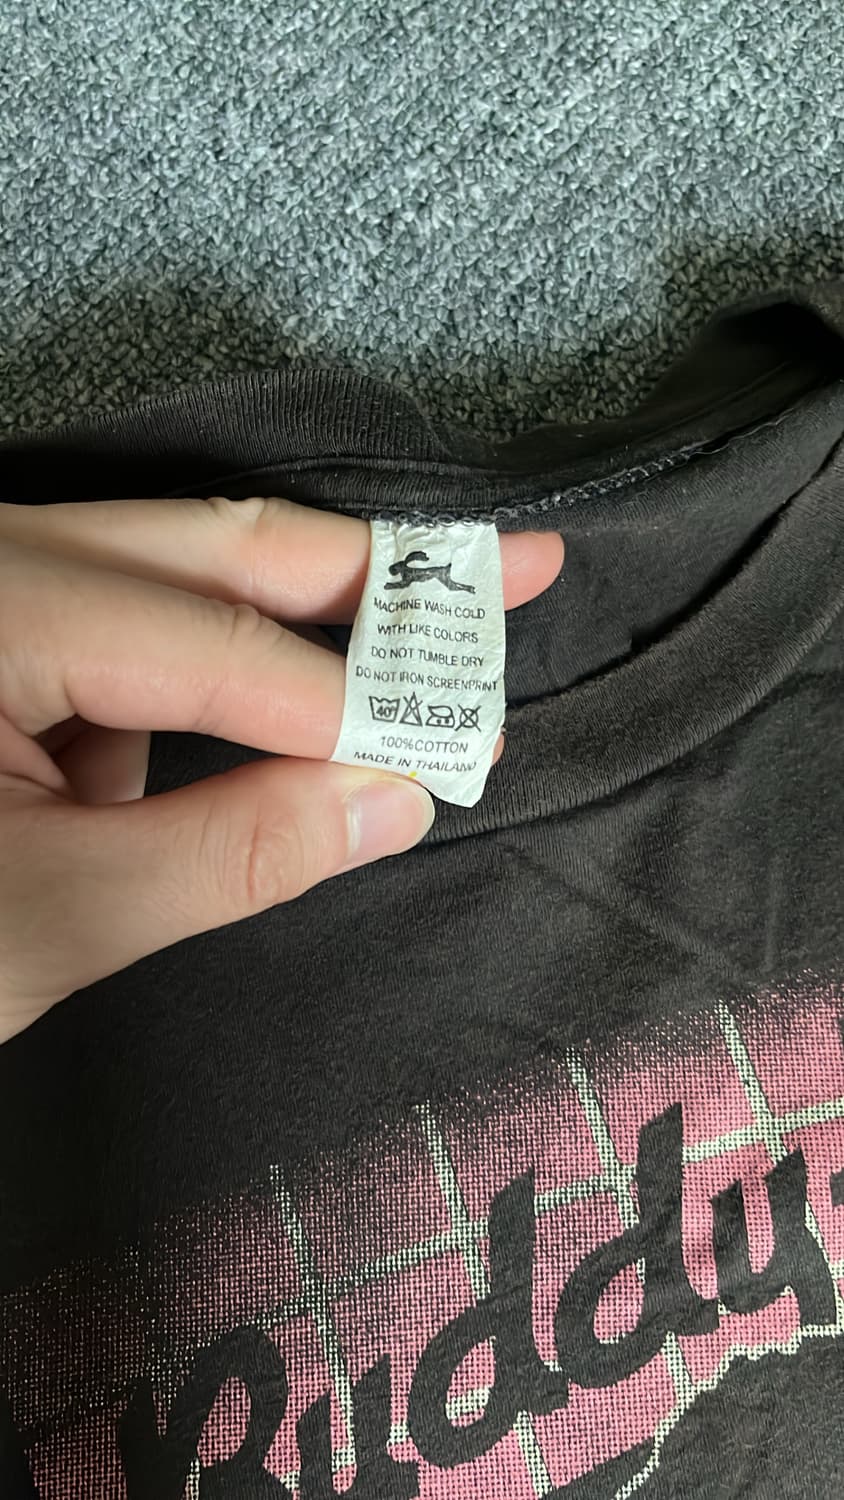 MACHINE WASH COLD
WITH LIKE COLORS
DO NOT TUMBLE DRY
DO NOT IRON SCREENPRINT
40°
100%COTTON
MADE IN THAILAND
Buddy